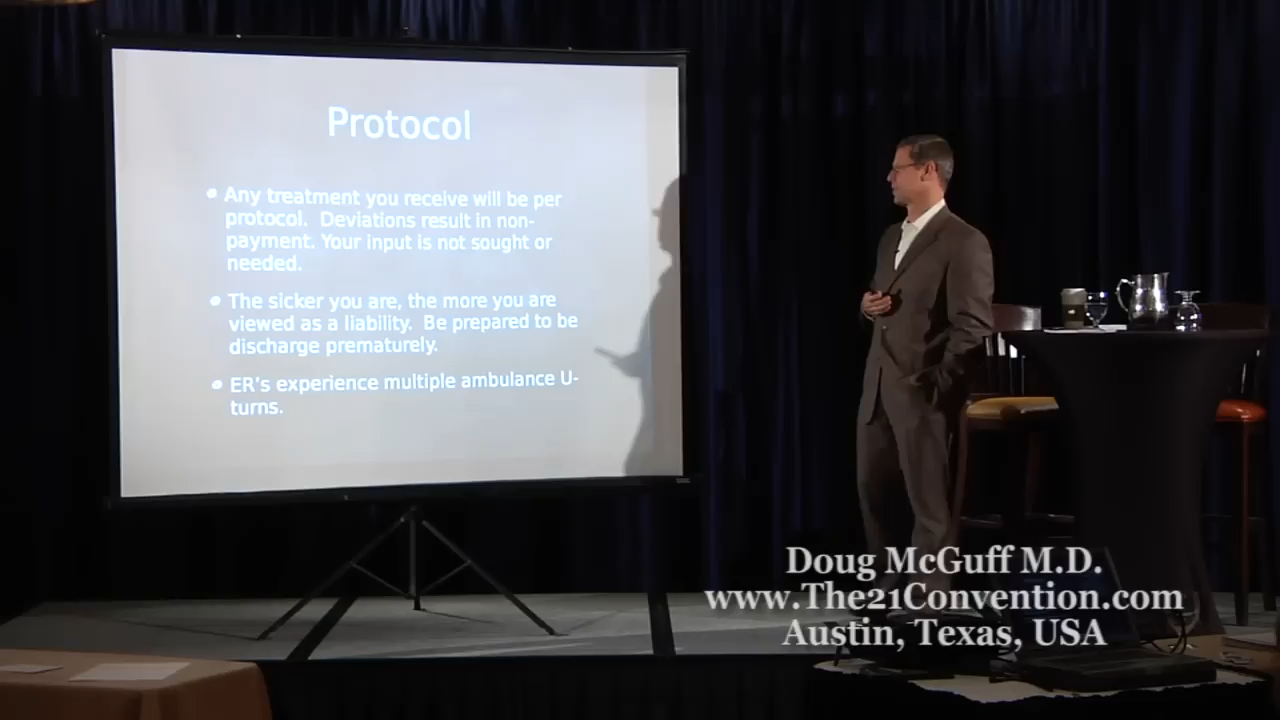 Protocol
Any treatment you receive will be per
protocol. Deviations result in non-
payment. Your input is not sought or
needed.
The sicker you are, the more you are
viewed as a liability. Be prepared to be
discharge prematurely.
ER's experience multiple ambulance U-
turns.
Doug McGuff M.D.
www.The21Convention.com
Austin, Texas, USA